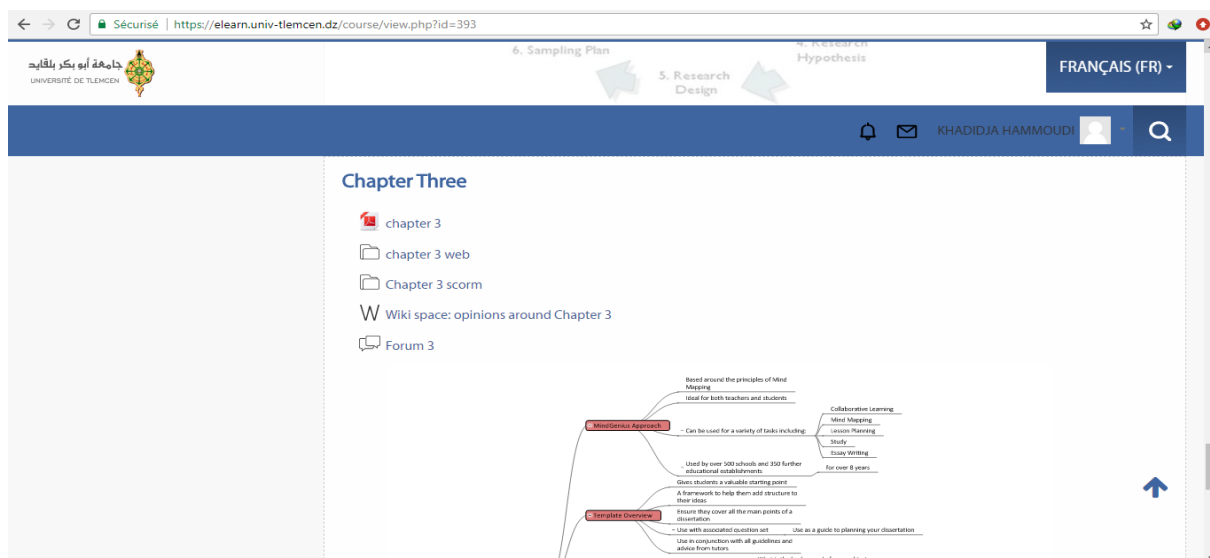 Sécurisé | https://elearn.univ-tlemcen.dz/course/view.php?id=393
جامعة أبو بكر بلقايد
UNIVERSITÉ DE TLEMCEN
6. Sampling Plan
4. Research
Hypothesis
5. Research
Design
FRANÇAIS (FR)
KHADIDJA HAMMOUDI
Chapter Three
chapter 3
chapter 3 web
Chapter 3 scorm
W Wiki space: opinions around Chapter 3
Forum 3
Based around the principles of Mind
Mapping
Ideal for both teachers and students
MindGenius Approach
- Can be used for a variety of tasks including:
Collaborative Learning
Mind Mapping
Lesson Planning
Study
Essay Writing
- Used by over 500 schools and 350 further
educational establishments
for over 8 years
Gives students a valuable starting point
A framework to help them add structure to
their ideas
Template Overview
Ensure they cover all the main points of a
dissertation
- Use with associated question set
Use as a guide to planning your dissertation
Use in conjunction with all guidelines and
advice from tutors